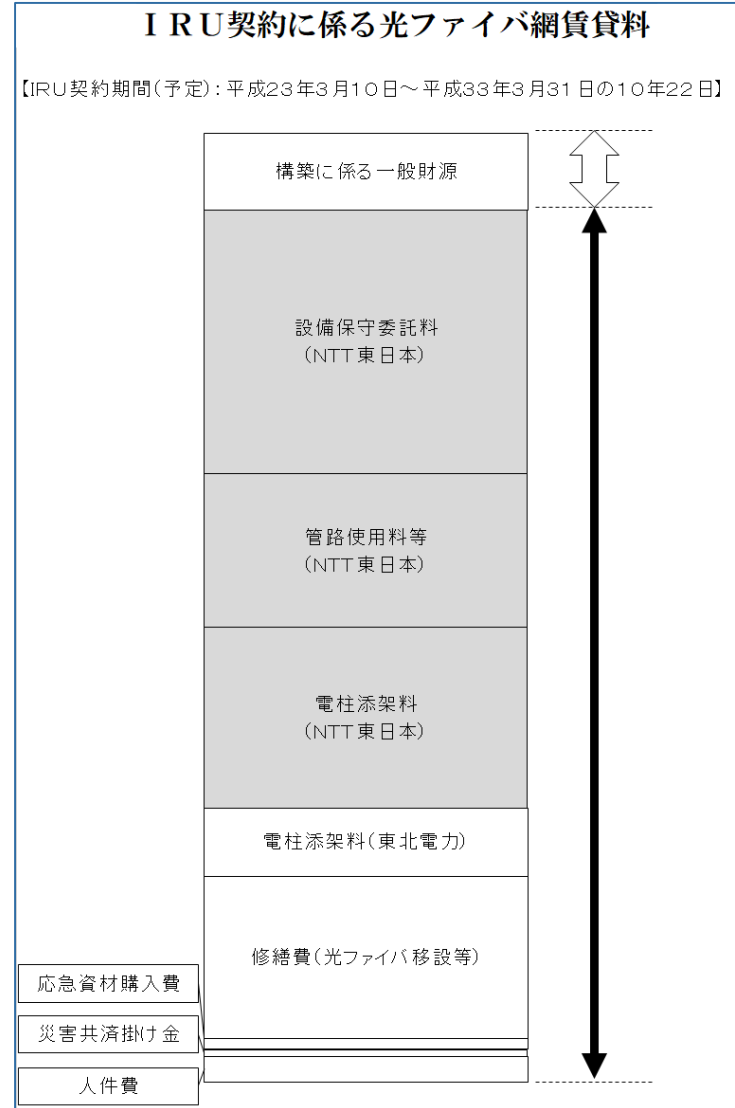 ＩＲＵ契約に係る光ファイバ網賃貸料
【IRU契約期間(予定)：平成23年3月10日～平成33年3月31日の10年22日】
構築に係る一般財源
設備保守委託料
(NTT東日本)
管路使用料等
(NTT東日本)
電柱添架料
(NTT東日本)
電柱添架料(東北電力)
修繕費(光ファイバ移設等)
応急資材購入費
災害共済掛け金
人件費